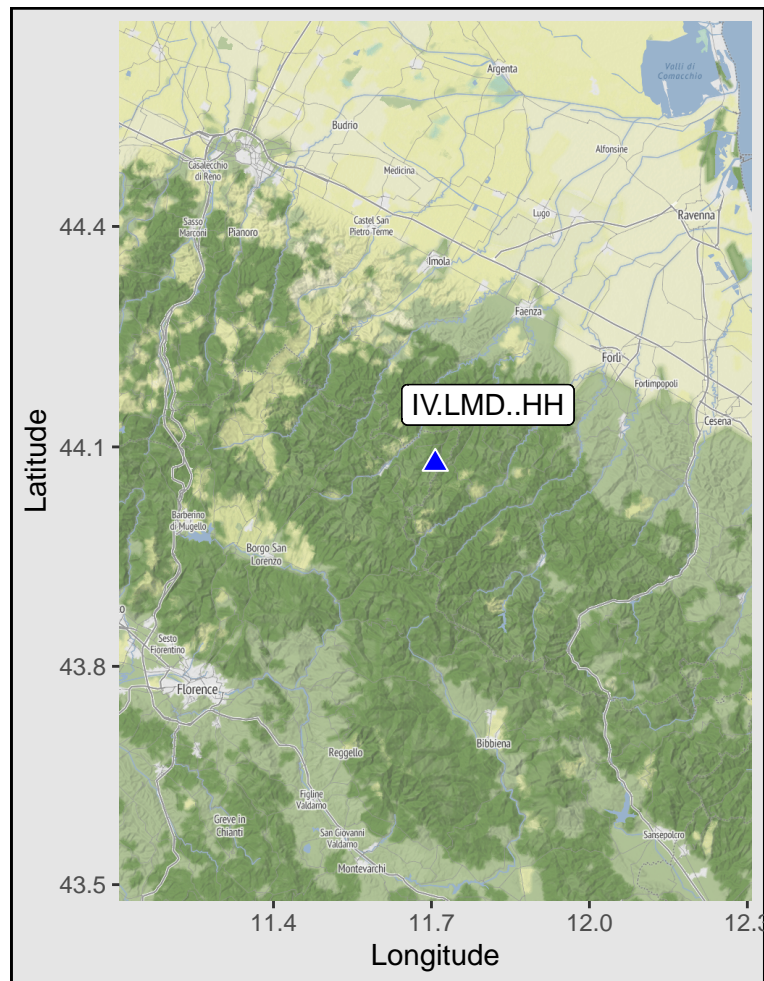 Valli di
Comacchio
Argenta
Budrio
Alfonsine
Casalecchio
di Reno
Medicina
Lugo
Ravenna
44.4
Sasso
Marconi
Pianoro
Castel San
Pietro Terme
Imola
Faenza
Forlì
Forlimpopoli
IV.LMD..HH
Cesena
44.1
Latitude
Barberino
di Mugello
Borgo San
Lorenzo
o
Sesto
Fiorentino
43.8
Florence
Bibbiena
Reggello
Figline
Valdarno
Greve in
Chianti
San Giovanni
Valdarno
Sansepolcro
Montevarchi
43.5
11.4
11.7
12.0
12.3
Longitude